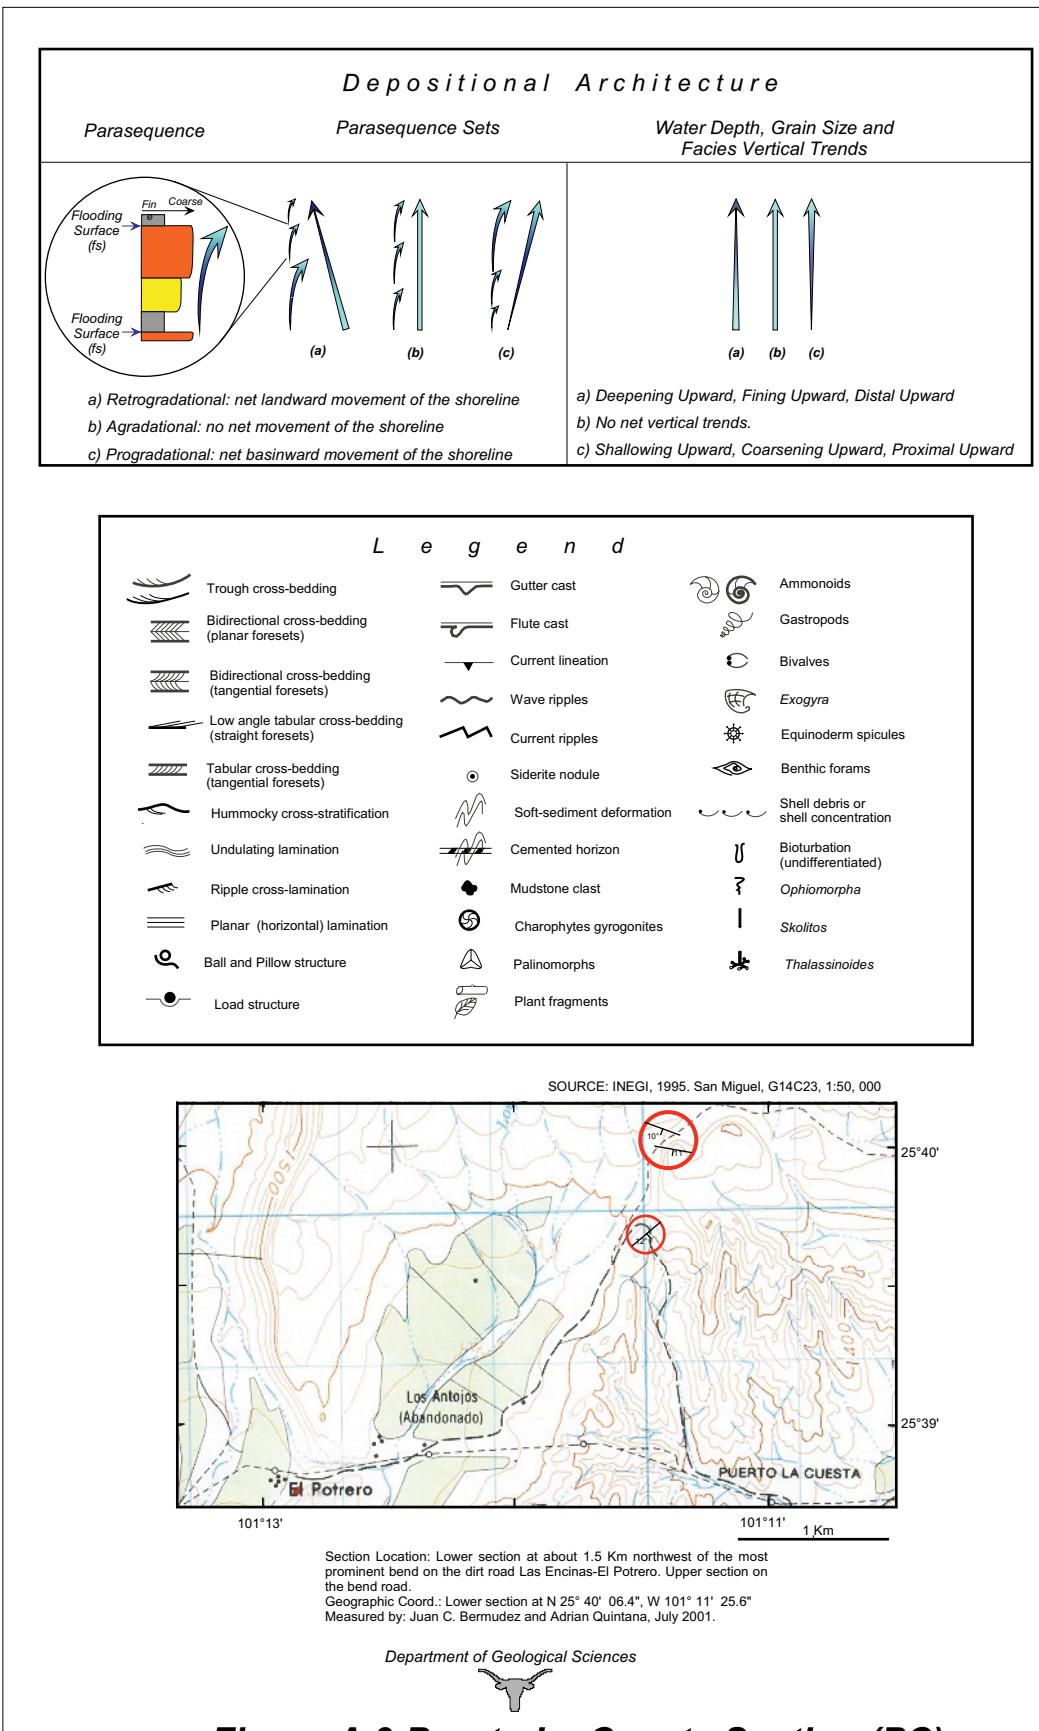 Depositional Architecture
Parasequence
Parasequence Sets
Water Depth, Grain Size and
Facies Vertical Trends
Fin
e
Coarse
Flooding
Surface
(fs)
Flooding
Surface
(fs)
(a)
(b)
(c)
(a)
(b)
(c)
a) Retrogradational: net landward movement of the shoreline
b) Agradational: no net movement of the shoreline
c) Progradational: net basinward movement of the shoreline
a) Deepening Upward, Fining Upward, Distal Upward
b) No net vertical trends.
c) Shallowing Upward, Coarsening Upward, Proximal Upward
Legend
Trough cross-bedding
Bidirectional cross-bedding
(planar foresets)
Bidirectional cross-bedding
(tangential foresets)
Low angle tabular cross-bedding
(straight foresets)
Tabular cross-bedding
(tangential foresets)
Hummocky cross-stratification
Undulating lamination
Ripple cross-lamination
Planar (horizontal) lamination
Ball and Pillow structure
Load structure
Gutter cast
Flute cast
Current lineation
Wave ripples
Current ripples
Siderite nodule
Soft-sediment deformation
Cemented horizon
Mudstone clast
Charophytes gyrogonites
Palinomorphs
Plant fragments
Ammonoids
Gastropods
Bivalves
Exogyra
Equinoderm spicules
Benthic forams
Shell debris or
shell concentration
Bioturbation
(undifferentiated)
Ophiomorpha
Skolitos
Thalassinoides
SOURCE: INEGI, 1995. San Miguel, G14C23, 1:50, 000
1500
10°
11
12
25°40'
Los Antojos
(Abandonado)
25°39'
PUERTO LA CUESTA
El Potrero
101°13'
101°11'
1 Km
Section Location: Lower section at about 1.5 Km northwest of the most
prominent bend on the dirt road Las Encinas-El Potrero. Upper section on
the bend road.
Geographic Coord.: Lower section at N 25° 40' 06.4", W 101° 11' 25.6"
Measured by: Juan C. Bermudez and Adrian Quintana, July 2001.
Department of Geological Sciences